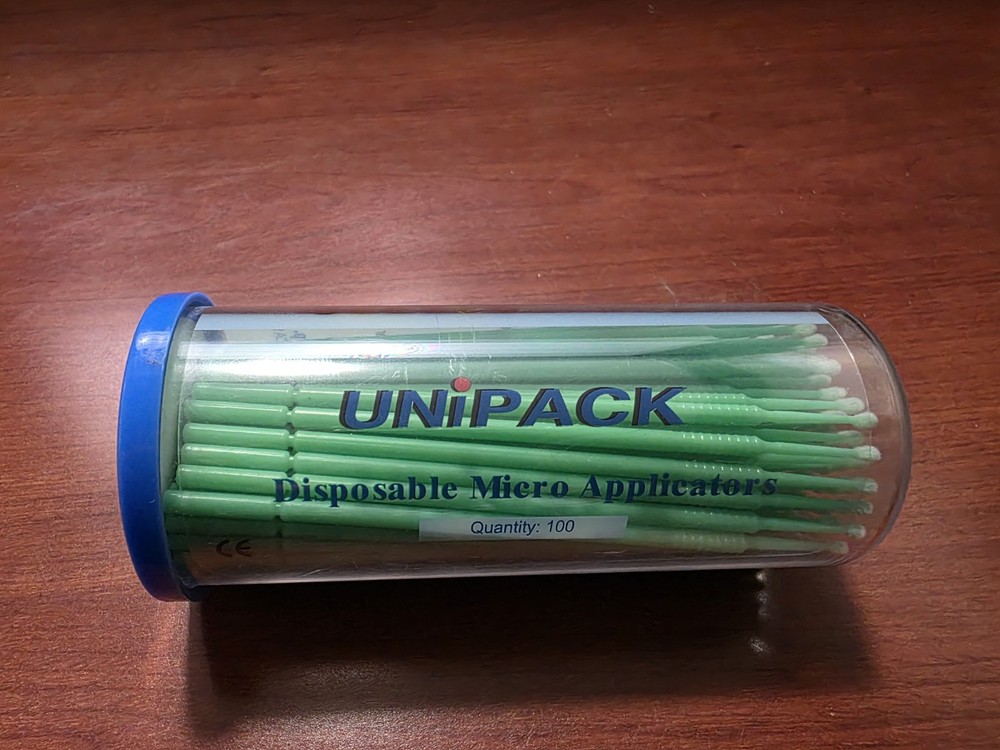 UNiPACK
Disposable Micro Applicators
Quantity: 100
CE